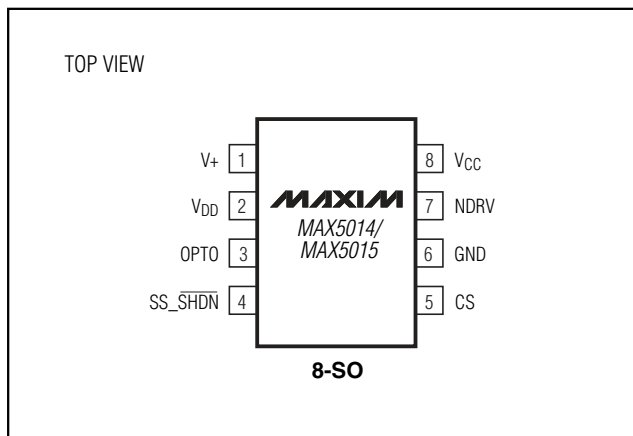 TOP VIEW
V+ 1
8 VCC
VDD 2
MAXIM
7 NDRV
MAX5014/
OPTO 3
MAX5015
6 GND
SS_SHDN 4
5 CS
8-SO